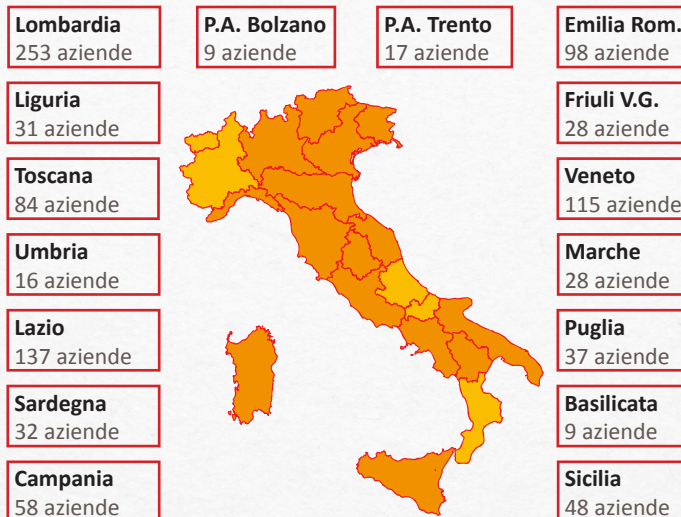 Lombardia
253 aziende
P.A. Bolzano
9 aziende
P.A. Trento
17 aziende
Emilia Rom.
98 aziende
Liguria
31 aziende
Friuli V.G.
28 aziende
Toscana
84 aziende
Veneto
115 aziende
Umbria
16 aziende
Marche
28 aziende
Lazio
137 aziende
Puglia
37 aziende
Sardegna
32 aziende
Basilicata
9 aziende
Campania
58 aziende
Sicilia
48 aziende